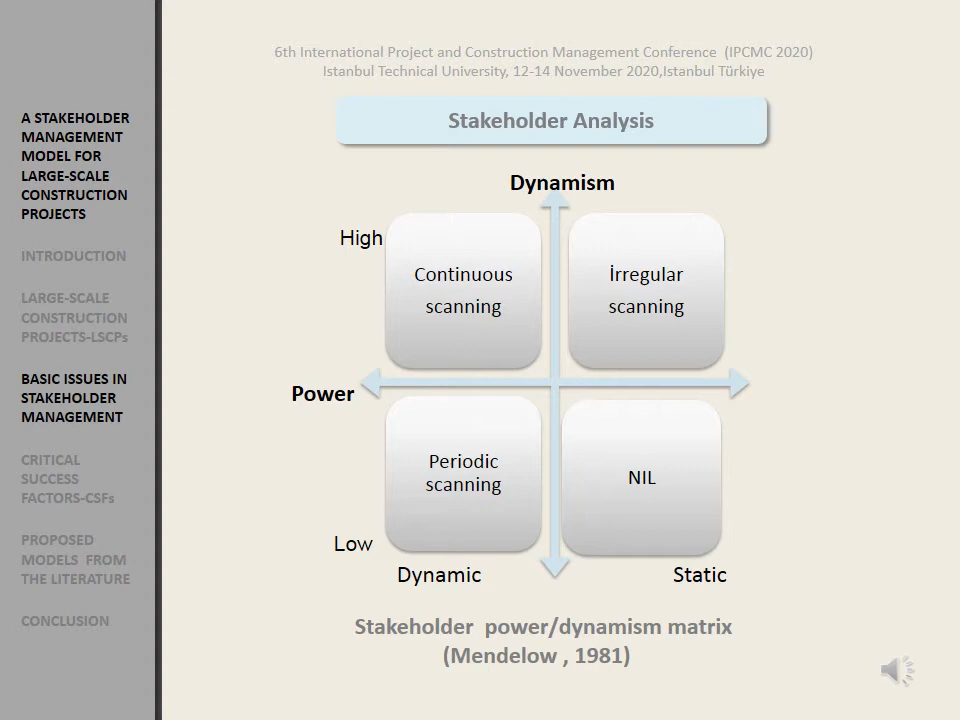 6th International Project and Construction Management Conference (IPCMC 2020)
Istanbul Technical University, 12-14 November 2020,Istanbul Türkiye
A STAKEHOLDER
MANAGEMENT
MODEL FOR
LARGE-SCALE
CONSTRUCTION
PROJECTS
INTRODUCTION
LARGE-SCALE
CONSTRUCTION
PROJECTS-LSCPs
BASIC ISSUES IN
STAKEHOLDER
MANAGEMENT
CRITICAL
SUCCESS
FACTORS-CSFs
PROPOSED
MODELS FROM
THE LITERATURE
CONCLUSION
Stakeholder Analysis
Dynamism
High
Continuous
scanning
İrregular
scanning
Power
Periodic
scanning
NIL
Low
Dynamic
Static
Stakeholder power/dynamism matrix
(Mendelow , 1981)